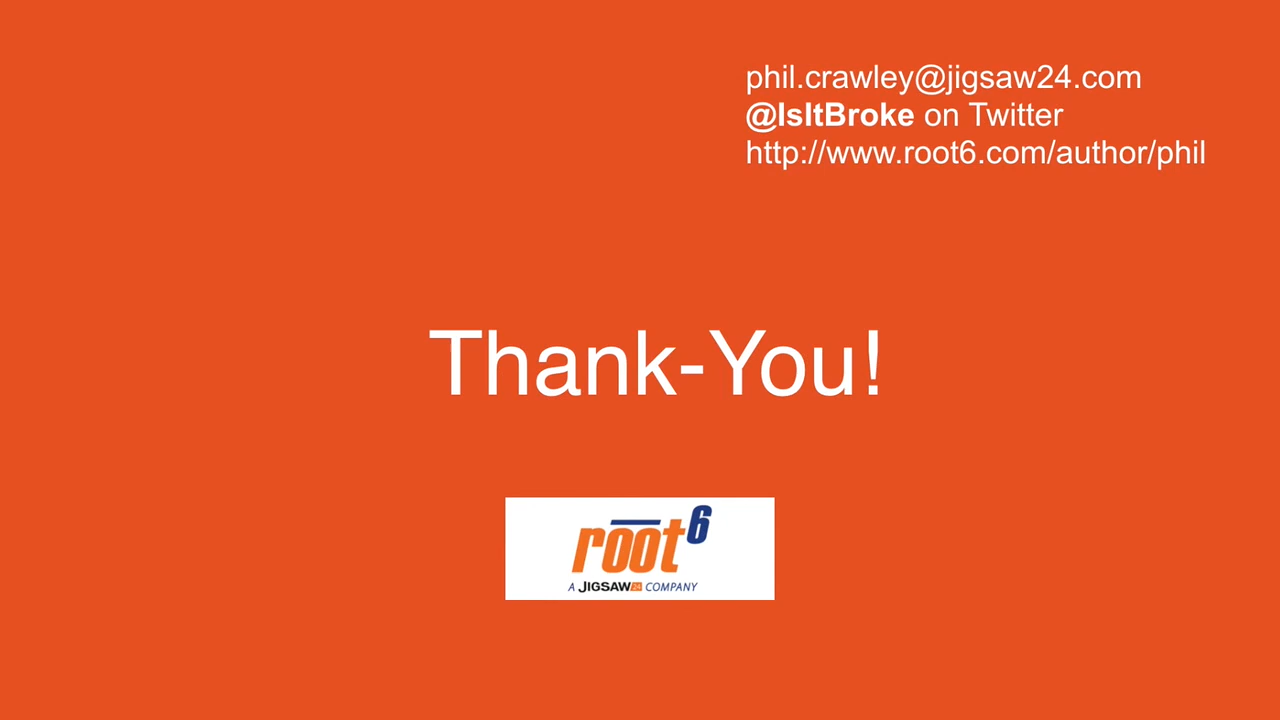 phil.crawley@jigsaw24.com
@IsItBroke on Twitter
http://www.root6.com/author/phil
Thank-You!
root6
A JIGSAW24 COMPANY